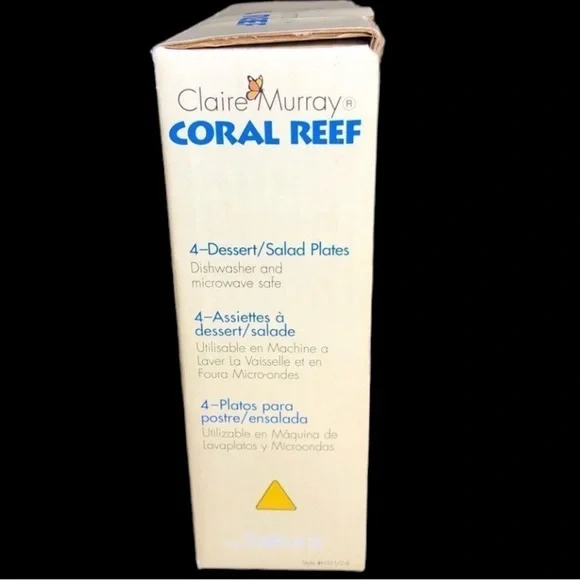 Claire Murray®
CORAL REEF
4–Dessert/Salad Plates
Dishwasher and
microwave safe
4–Assiettes à
dessert/salade
Utilisable en Machine a
Laver La Vaisselle et en
Foura Micro-ondes
4–Platos para
postre/ensalada
Utilizable en Máquina de
Lavaplatos y Microondas